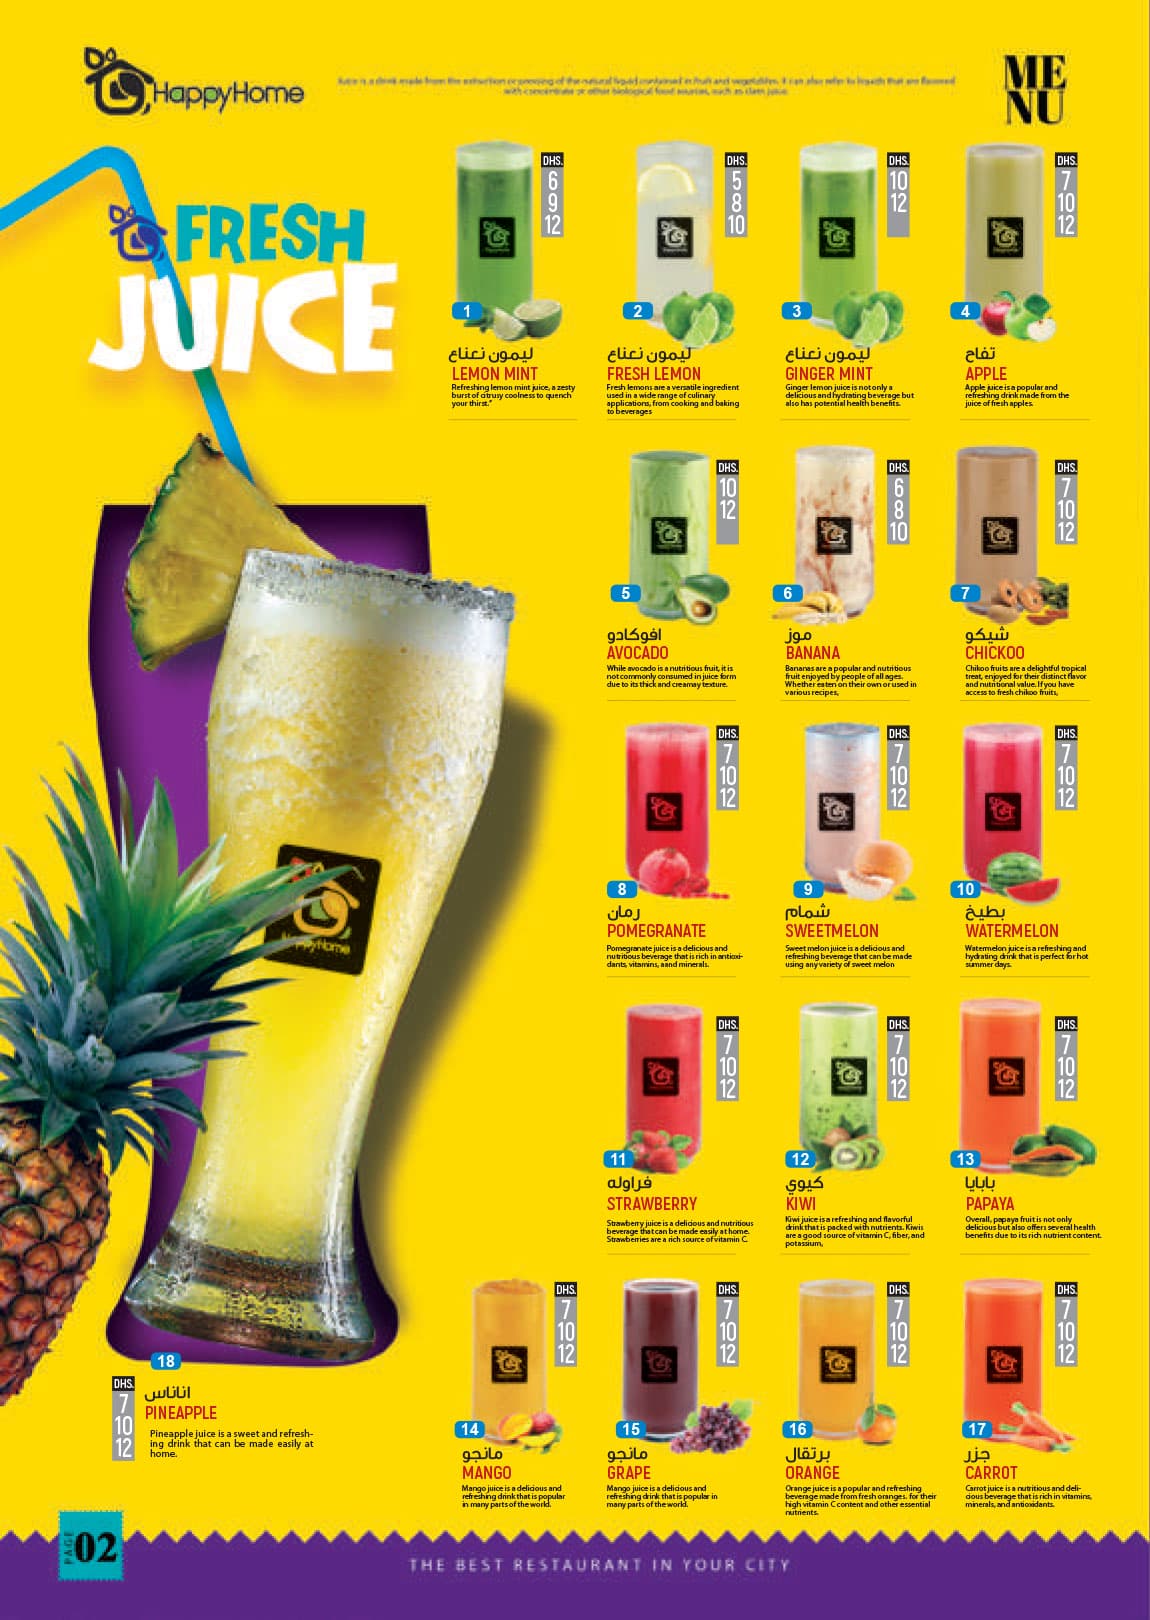 HappyHome
Juice is a drink made from the extraction or pressing of the natural liquid contained in fruit and vegetables. It can also refer to liquids that are flavored
with concentrate or other biological food sources, such as clam juice.
ME
NU
FRESH
JUICE
DHS.
6
9
12
1
ليمون نعناع
LEMON MINT
Refreshing lemon mint juice, a zesty
burst of citrusy coolness to quench
your thirst."
DHS.
5
8
10
2
ليمون نعناع
FRESH LEMON
Fresh lemons are a versatile ingredient
used in a wide range of culinary
applications, from cooking and baking
to beverages
DHS.
10
12
3
ليمون نعناع
GINGER MINT
Ginger lemon juice is not only a
delicious and hydrating beverage but
also has potential health benefits.
DHS.
7
10
12
4
تفاح
APPLE
Apple juice is a popular and
refreshing drink made from the
juice of fresh apples.
DHS.
10
12
5
افوكادو
AVOCADO
While avocado is a nutritious fruit, it is
not commonly consumed in juice form
due to its thick and creamay texture.
DHS.
6
8
10
6
موز
BANANA
Bananas are a popular and nutritious
fruit enjoyed by people of all ages.
Whether eaten on their own or used in
various recipes,
DHS.
7
10
12
7
شيكو
CHICKOO
Chikoo fruits are a delightful tropical
treat, enjoyed for their distinct flavor
and nutritional value. If you have
access to fresh chikoo fruits,
DHS.
7
10
12
8
رمان
POMEGRANATE
Pomegranate juice is a delicious and
nutritious beverage that is rich in antioxi-
dants, vitamins, aand minerals.
DHS.
7
10
12
9
شمام
SWEETMELON
Sweet melon juice is a delicious and
refreshing beverage that can be made
using any variety of sweet melon
DHS.
7
10
12
10
بطيخ
WATERMELON
Watermelon juice is a refreshing and
hydrating drink that is perfect for hot
summer days.
DHS.
7
10
12
11
فراوله
STRAWBERRY
Strawberry juice is a delicious and nutritious
beverage that can be made easily at home.
Strawberries are a rich source of vitamin C.
DHS.
7
10
12
12
كيوي
KIWI
Kiwi juice is a refreshing and flavorful
drink that is packed with nutrients. Kiwis
are a good source of vitamin C, fiber, and
potassium,
DHS.
7
10
12
13
بابايا
PAPAYA
Overall, papaya fruit is not only
delicious but also offers several health
benefits due to its rich nutrient content.
DHS.
7
10
12
14
مانجو
MANGO
Mango juice is a delicious and
refreshing drink that is popular
in many parts of the world.
DHS.
7
10
12
15
مانجو
GRAPE
Mango juice is a delicious and
refreshing drink that is popular in
many parts of the world.
DHS.
7
10
12
16
برتقال
ORANGE
Orange juice is a popular and refreshing
beverage made from fresh oranges. for their
high vitamin C content and other essential
nutrients.
DHS.
7
10
12
17
جزر
CARROT
Carrot juice is a nutritious and deli-
cious beverage that is rich in vitamins,
minerals, and antioxidants.
HappyHome
18
DHS.
7
10
12
اناناس
PINEAPPLE
Pineapple juice is a sweet and refresh-
ing drink that can be made easily at
home.
PAGE 02
THE BEST RESTAURANT IN YOUR CITY